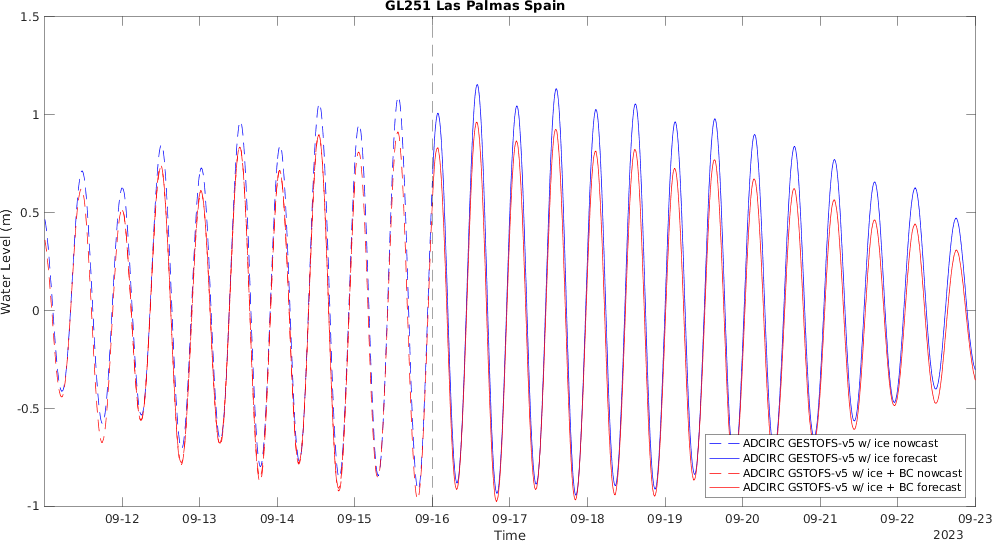 GL251 Las Palmas Spain
1.5
1
0.5
0
-0.5
-1
Water Level (m)
ADCIRC GESTOFS-v5 w/ ice nowcast
ADCIRC GESTOFS-v5 w/ ice forecast
ADCIRC GSTOFS-v5 w/ ice + BC nowcast
ADCIRC GSTOFS-v5 w/ ice + BC forecast
09-12 09-13 09-14 09-15 09-16 09-17 09-18 09-19 09-20 09-21 09-22 09-23
Time
2023